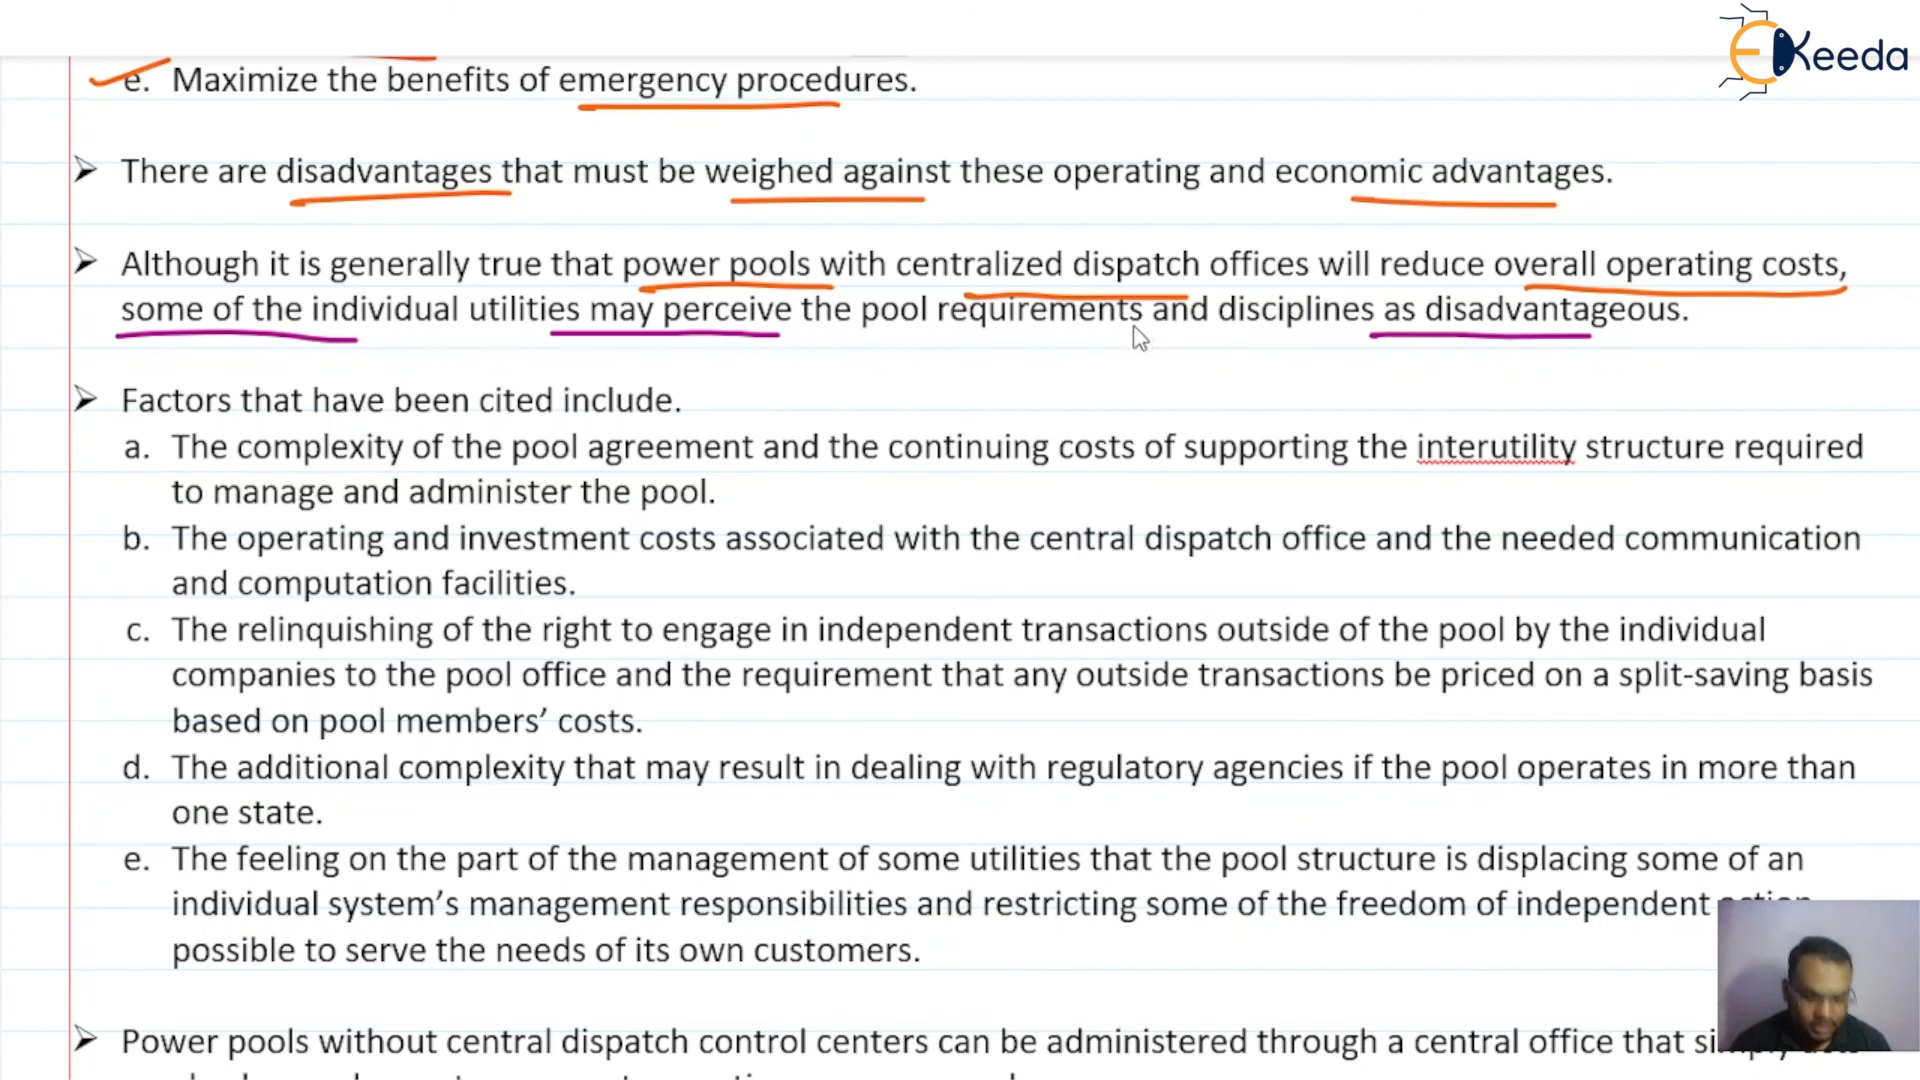 Keeda
e. Maximize the benefits of emergency procedures.
There are disadvantages that must be weighed against these operating and economic advantages.
Although it is generally true that power pools with centralized dispatch offices will reduce overall operating costs,
some of the individual utilities may perceive the pool requirements and disciplines as disadvantageous.
Factors that have been cited include.
a. The complexity of the pool agreement and the continuing costs of supporting the interutility structure required
to manage and administer the pool.
b. The operating and investment costs associated with the central dispatch office and the needed communication
and computation facilities.
c. The relinquishing of the right to engage in independent transactions outside of the pool by the individual
companies to the pool office and the requirement that any outside transactions be priced on a split-saving basis
based on pool members’ costs.
d. The additional complexity that may result in dealing with regulatory agencies if the pool operates in more than
one state.
e. The feeling on the part of the management of some utilities that the pool structure is displacing some of an
individual system’s management responsibilities and restricting some of the freedom of independent action
possible to serve the needs of its own customers.
Power pools without central dispatch control centers can be administered through a central office that simply